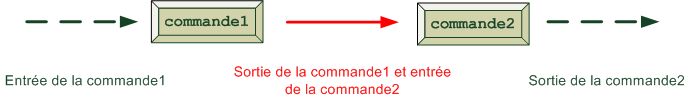 commande1
commande2
Entrée de la commande1
Sortie de la commande1 et entrée
de la commande2
Sortie de la commande2